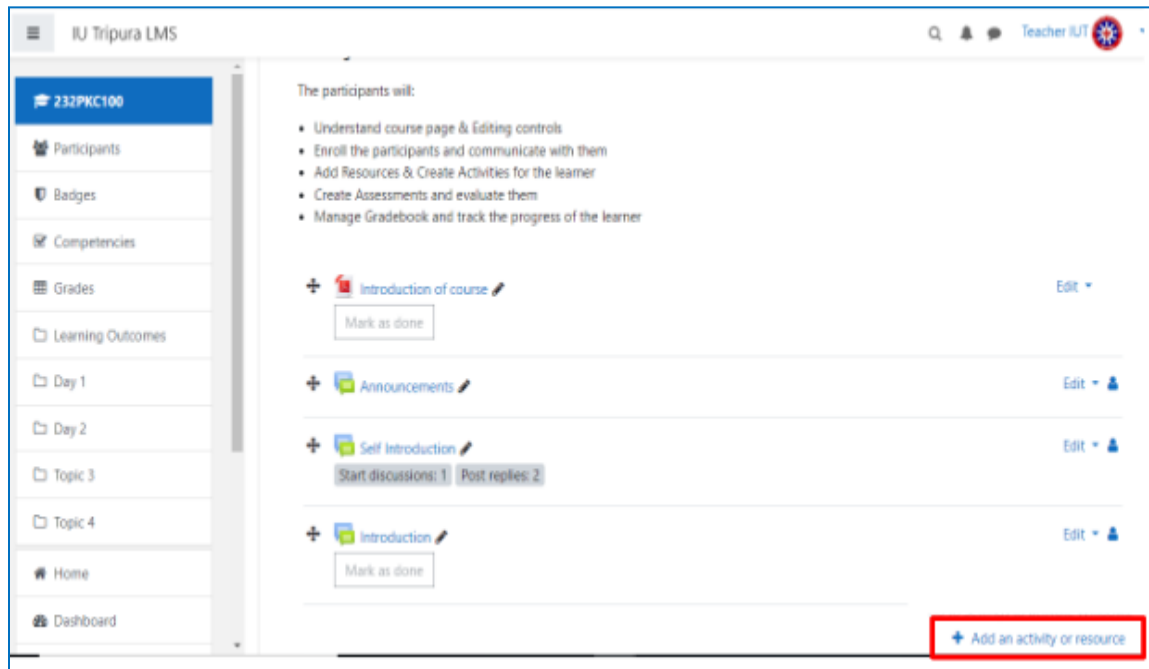 IU Tripura LMS
Teacher IUT
232PKC100
Participants
Badges
Competencies
Grades
Learning Outcomes
Day 1
Day 2
Topic 3
Topic 4
Home
Dashboard
The participants will:
• Understand course page & Editing controls
• Enroll the participants and communicate with them
• Add Resources & Create Activities for the learner
• Create Assessments and evaluate them
• Manage Gradebook and track the progress of the learner
Introduction of course
Edit
Mark as done
Announcements
Edit
Self Introduction
Edit
Start discussions: 1 Post replies: 2
Introduction
Edit
Mark as done
+ Add an activity or resource